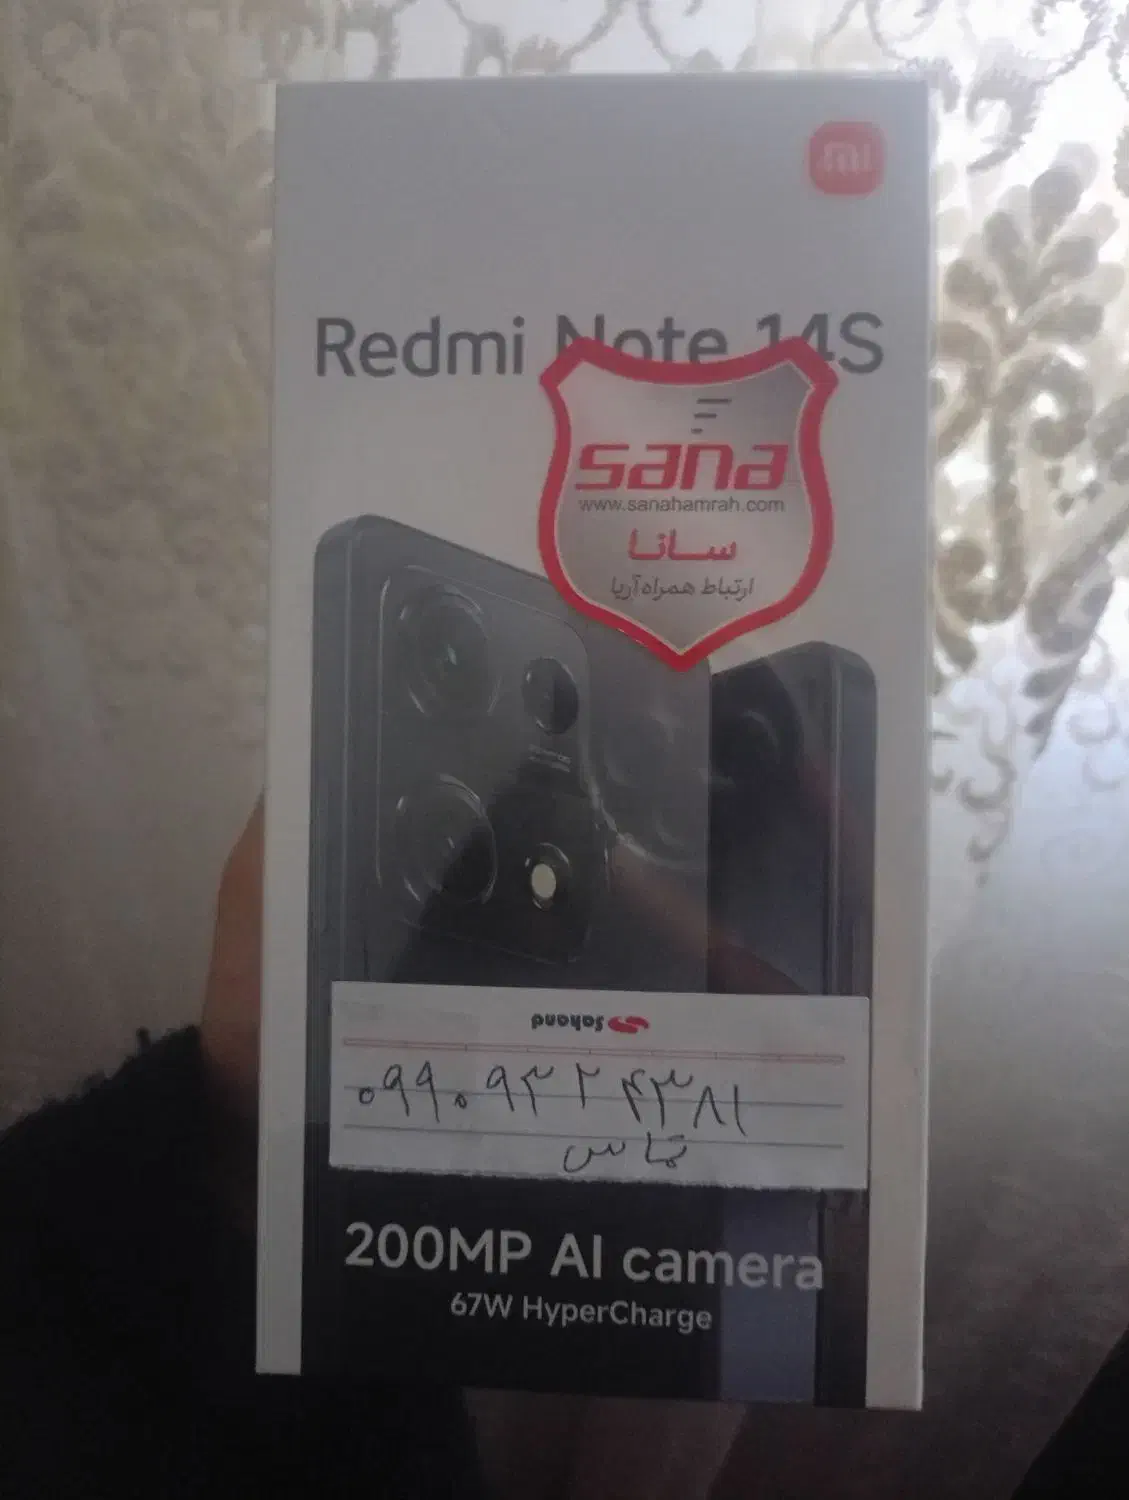 mi
Redmi Note 14S
sana
www.sanahamrah.com
سانا
ارتباط همراه آریا
sahand
۰۹۹۰۹۳۲۴۳۸۱
تماس
200MP AI camera
67W HyperCharge